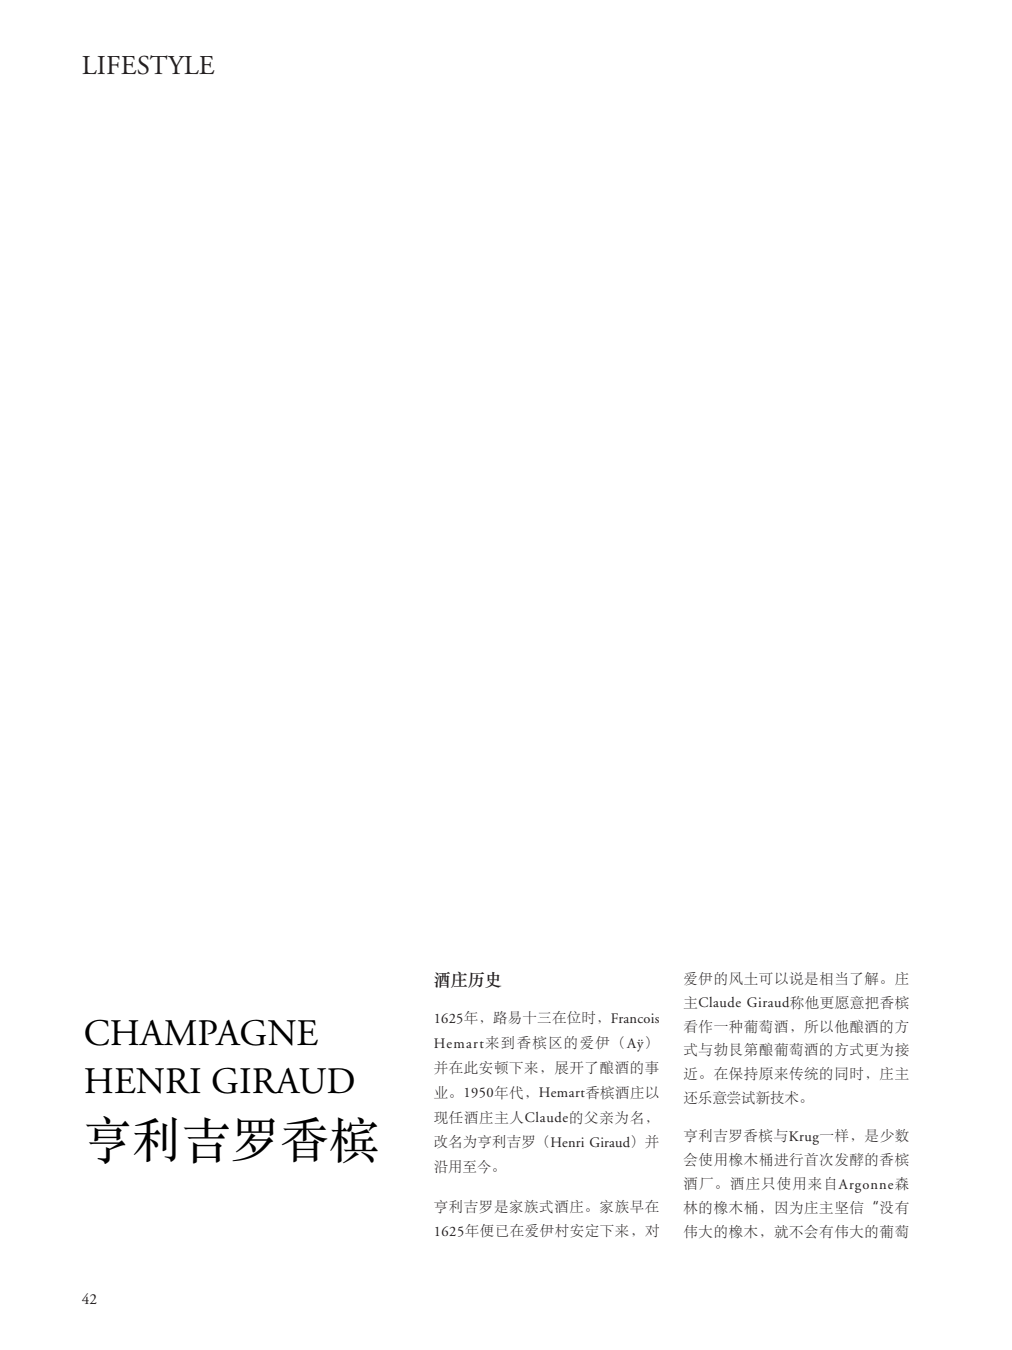 LIFESTYLE
CHAMPAGNE
HENRI GIRAUD
亨利吉罗香槟
酒庄历史
1625年，路易十三在位时，Francois
Hemart来到香槟区的爱伊（Aÿ）
并在此安顿下来，展开了酿酒的事
业。1950年代，Hemart香槟酒庄以
现任酒庄主人Claude的父亲为名，
改名为亨利吉罗（Henri Giraud）并
沿用至今。
亨利吉罗是家族式酒庄。家族早在
1625年便已在爱伊村安定下来，对
爱伊的风土可以说是相当了解。庄
主Claude Giraud称他更愿意把香槟
看作一种葡萄酒，所以他酿酒的方
式与勃艮第酿葡萄酒的方式更为接
近。在保持原来传统的同时，庄主
还乐意尝试新技术。
亨利吉罗香槟与Krug一样，是少数
会使用橡木桶进行首次发酵的香槟
酒厂。酒庄只使用来自Argonne森
林的橡木桶，因为庄主坚信“没有
伟大的橡木，就不会有伟大的葡萄
42